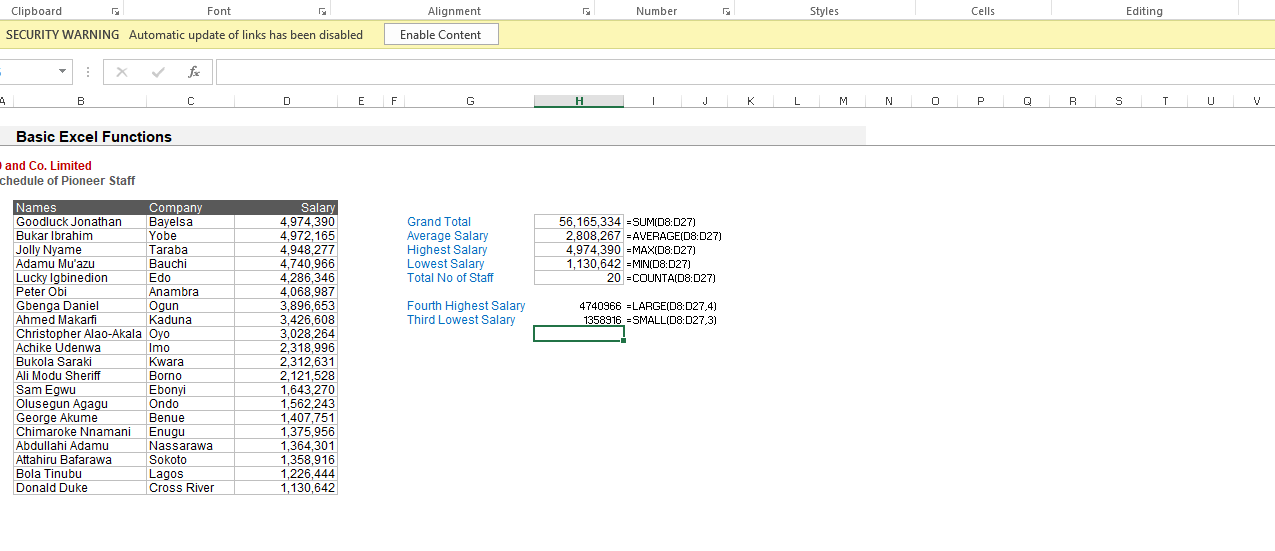 Clipboard Font Alignment Number Styles Cells Editing
SECURITY WARNING Automatic update of links has been disabled Enable Content
fx
A B C D E F G H I J K L M N O P Q R S T U V
Basic Excel Functions
and Co. Limited
chedule of Pioneer Staff
Names Company Salary
Goodluck Jonathan Bayelsa 4,974,390 Grand Total 56,165,334 =SUM(D8:D27)
Bukar Ibrahim Yobe 4,972,165 Average Salary 2,808,267 =AVERAGE(D8:D27)
Jolly Nyame Taraba 4,948,277 Highest Salary 4,974,390 =MAX(D8:D27)
Adamu Mu'azu Bauchi 4,740,966 Lowest Salary 1,130,642 =MIN(D8:D27)
Lucky Igbinedion Edo 4,286,346 Total No of Staff 20 =COUNTA(D8:D27)
Peter Obi Anambra 4,068,987
Gbenga Daniel Ogun 3,896,653 Fourth Highest Salary 4740966 =LARGE(D8:D27,4)
Ahmed Makarfi Kaduna 3,426,608 Third Lowest Salary 1358916 =SMALL(D8:D27,3)
Christopher Alao-Akala Oyo 3,028,264
Achike Udenwa Imo 2,318,996
Bukola Saraki Kwara 2,312,631
Ali Modu Sheriff Borno 2,121,528
Sam Egwu Ebonyi 1,643,270
Olusegun Agagu Ondo 1,562,243
George Akume Benue 1,407,751
Chimaroke Nnamani Enugu 1,375,956
Abdullahi Adamu Nassarawa 1,364,301
Attahiru Bafarawa Sokoto 1,358,916
Bola Tinubu Lagos 1,226,444
Donald Duke Cross River 1,130,642